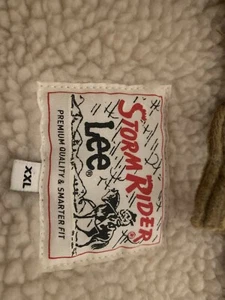 STORM RIDER®
Lee®
PREMIUM QUALITY & SMARTER FIT
XXL